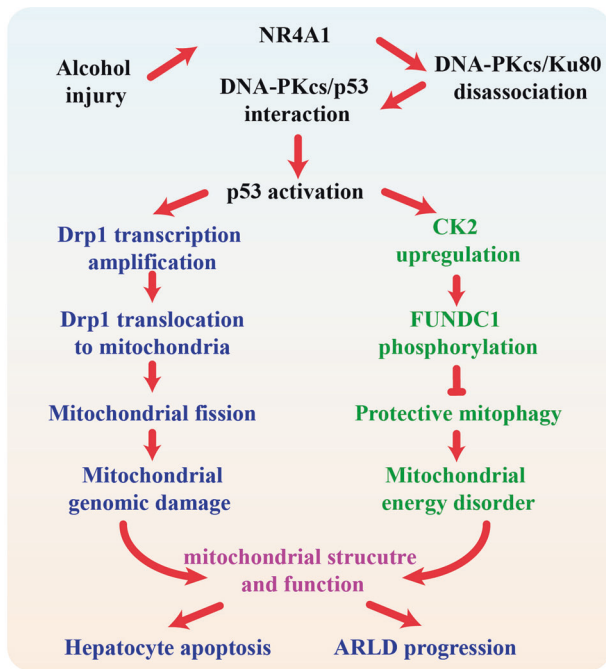 NR4A1
Alcohol
injury
DNA-PKcs/Ku80
disassociation
DNA-PKcs/p53
interaction
p53 activation
Drp1 transcription
amplification
Drp1 translocation
to mitochondria
Mitochondrial fission
Mitochondrial
genomic damage
CK2
upregulation
FUNDC1
phosphorylation
Protective mitophagy
Mitochondrial
energy disorder
mitochondrial strucutre
and function
Hepatocyte apoptosis
ARLD progression